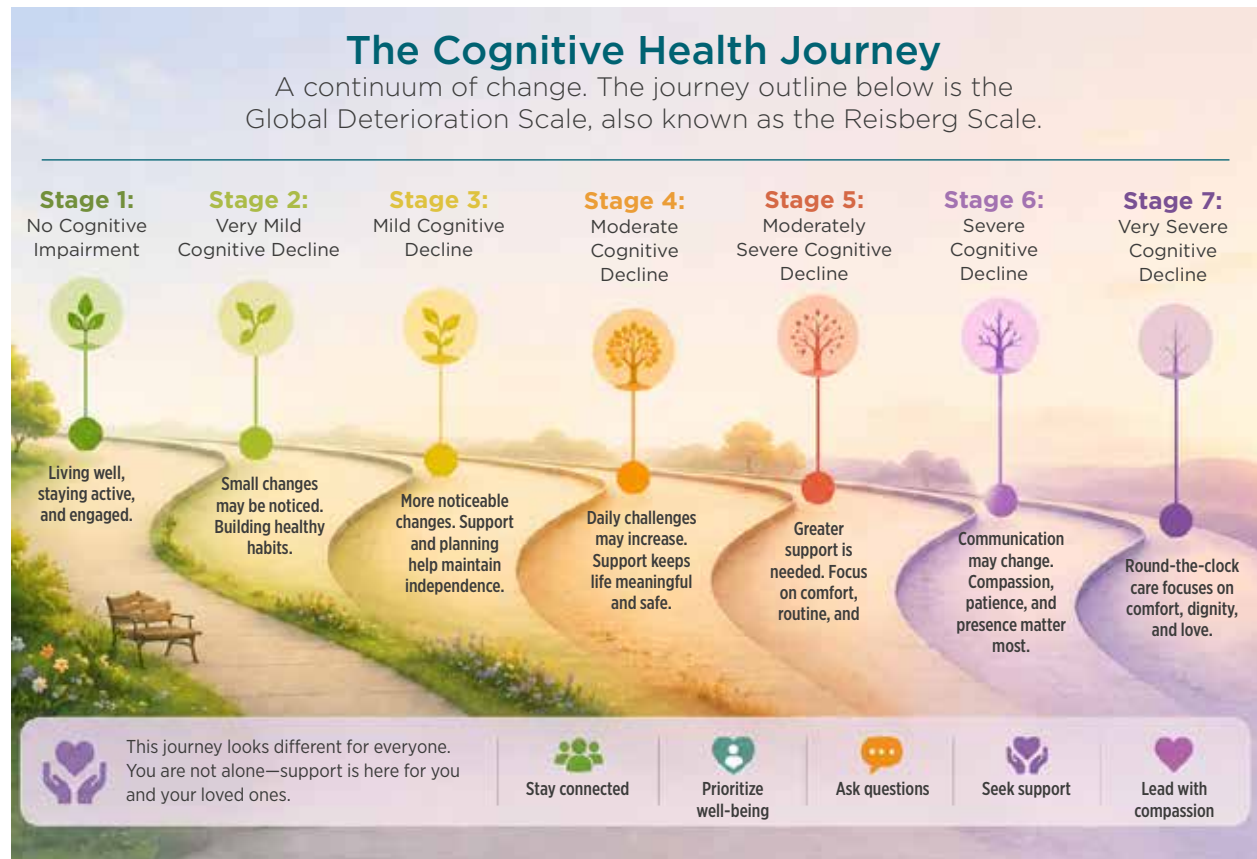 The Cognitive Health Journey
A continuum of change. The journey outline below is the
Global Deterioration Scale, also known as the Reisberg Scale.
Stage 1:
No Cognitive
Impairment
Stage 2:
Very Mild
Cognitive Decline
Stage 3:
Mild Cognitive
Decline
Stage 4:
Moderate
Cognitive
Decline
Stage 5:
Moderately
Severe Cognitive
Decline
Stage 6:
Severe
Cognitive
Decline
Stage 7:
Very Severe
Cognitive
Decline
Living well,
staying active,
and engaged.
Small changes
may be noticed.
Building healthy
habits.
More noticeable
changes. Support
and planning
help maintain
independence.
Daily challenges
may increase.
Support keeps
life meaningful
and safe.
Greater
support is
needed. Focus
on comfort,
routine, and
Communication
may change.
Compassion,
patience, and
presence matter
most.
Round-the-clock
care focuses on
comfort, dignity,
and love.
This journey looks different for everyone.
You are not alone—support is here for you
and your loved ones.
Stay connected
Prioritize
well-being
Ask questions
Seek support
Lead with
compassion